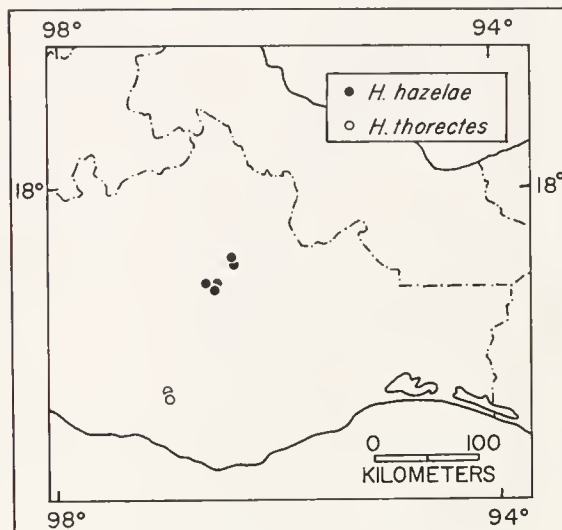 98° 94°
H. hazelae
H. thorectes
18° 18°
0 100
KILOMETERS
98° 94°